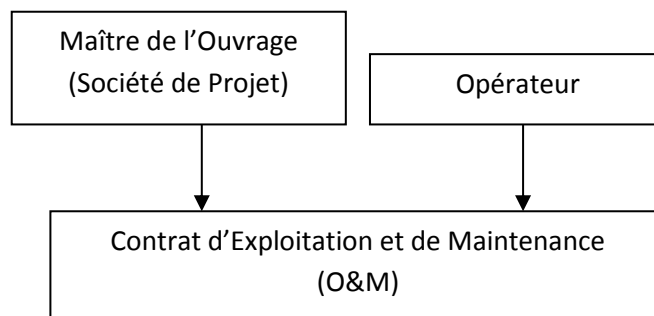 Maître de l’Ouvrage
(Société de Projet)
Opérateur
Contrat d’Exploitation et de Maintenance
(O&M)